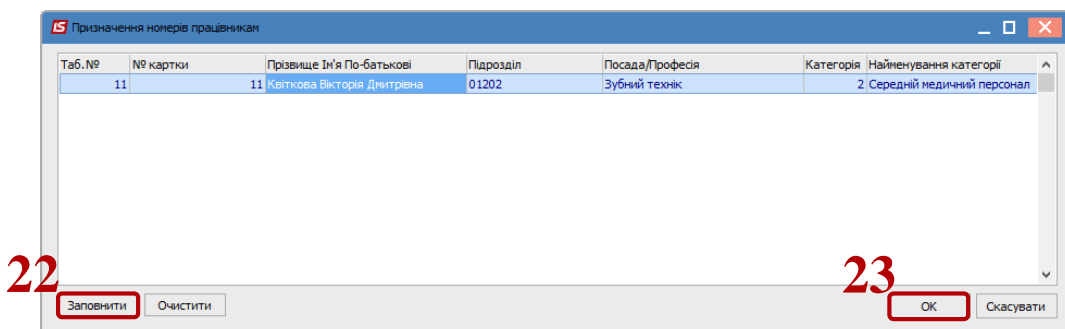 IS Призначення номерів працівникам
Таб.№ № картки Прізвище Ім'я По-батькові Підрозділ Посада/Професія Категорія Найменування категорії
11 11 Квіткова Вікторія Дмитрівна 01202 Зубний технік 2 Середній медичний персонал
22 23
Заповнити Очистити ОК Скасувати